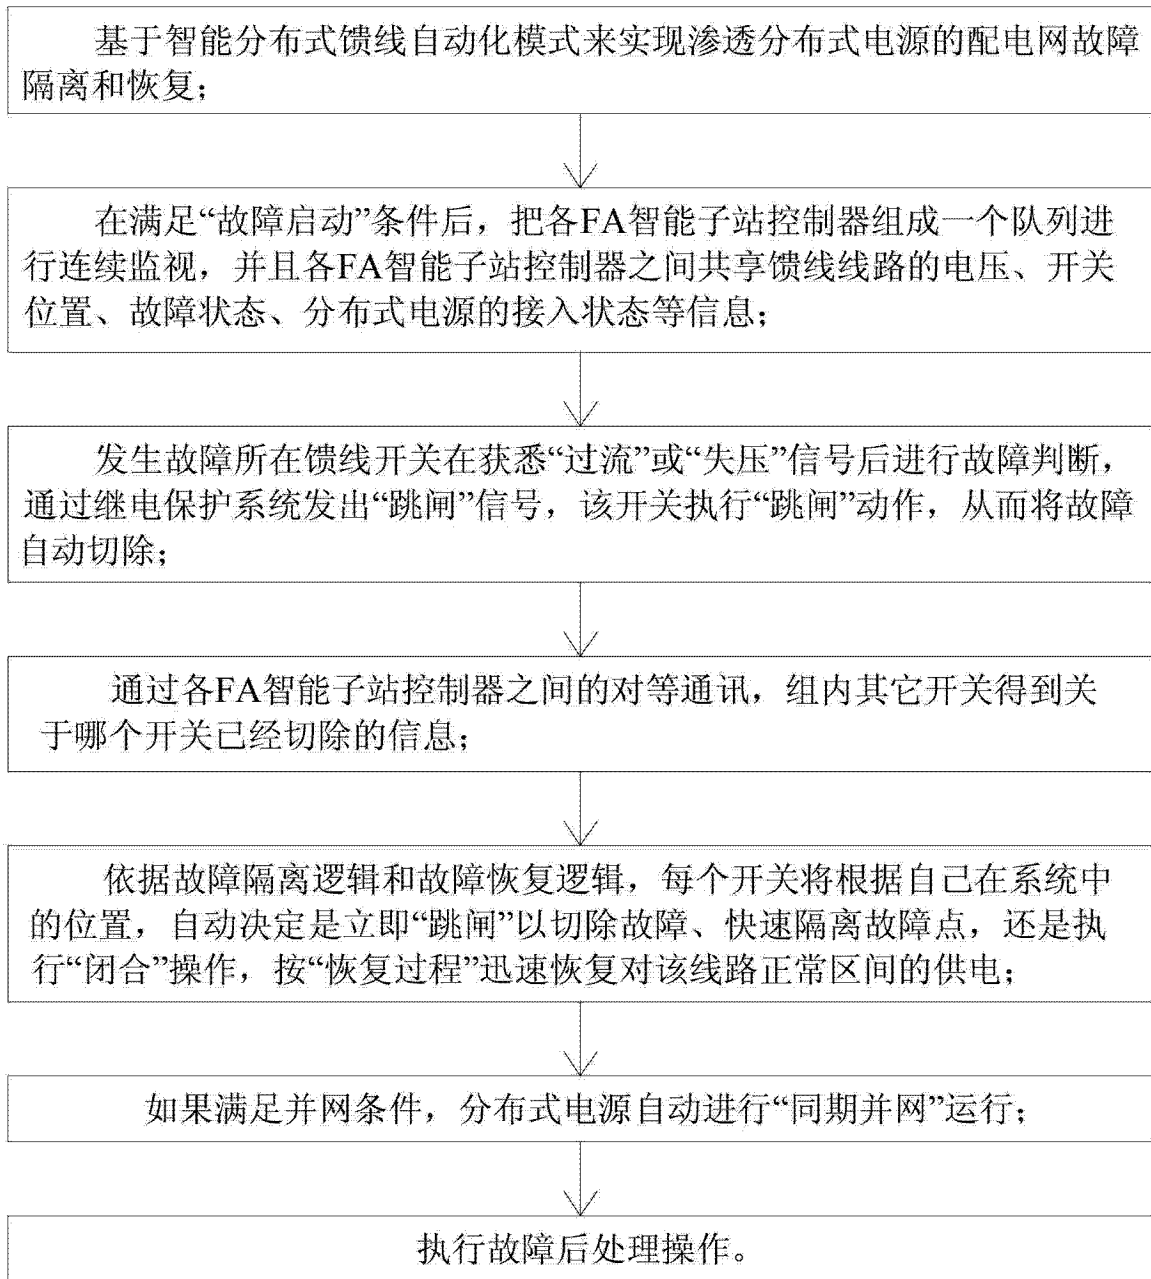 基于智能分布式馈线自动化模式来实现渗透分布式电源的配电网故障
隔离和恢复；
在满足“故障启动”条件后，把各FA智能子站控制器组成一个队列进
行连续监视，并且各FA智能子站控制器之间共享馈线线路的电压、开关
位置、故障状态、分布式电源的接入状态等信息；
发生故障所在馈线开关在获悉“过流”或“失压”信号后进行故障判断，
通过继电保护系统发出“跳闸”信号，该开关执行“跳闸”动作，从而将故障
自动切除；
通过各FA智能子站控制器之间的对等通讯，组内其它开关得到关
于哪个开关已经切除的信息；
依据故障隔离逻辑和故障恢复逻辑，每个开关将根据自己在系统中
的位置，自动决定是立即“跳闸”以切除故障、快速隔离故障点，还是执
行“闭合”操作，按“恢复过程”迅速恢复对该线路正常区间的供电；
如果满足并网条件，分布式电源自动进行“同期并网”运行；
执行故障后处理操作。